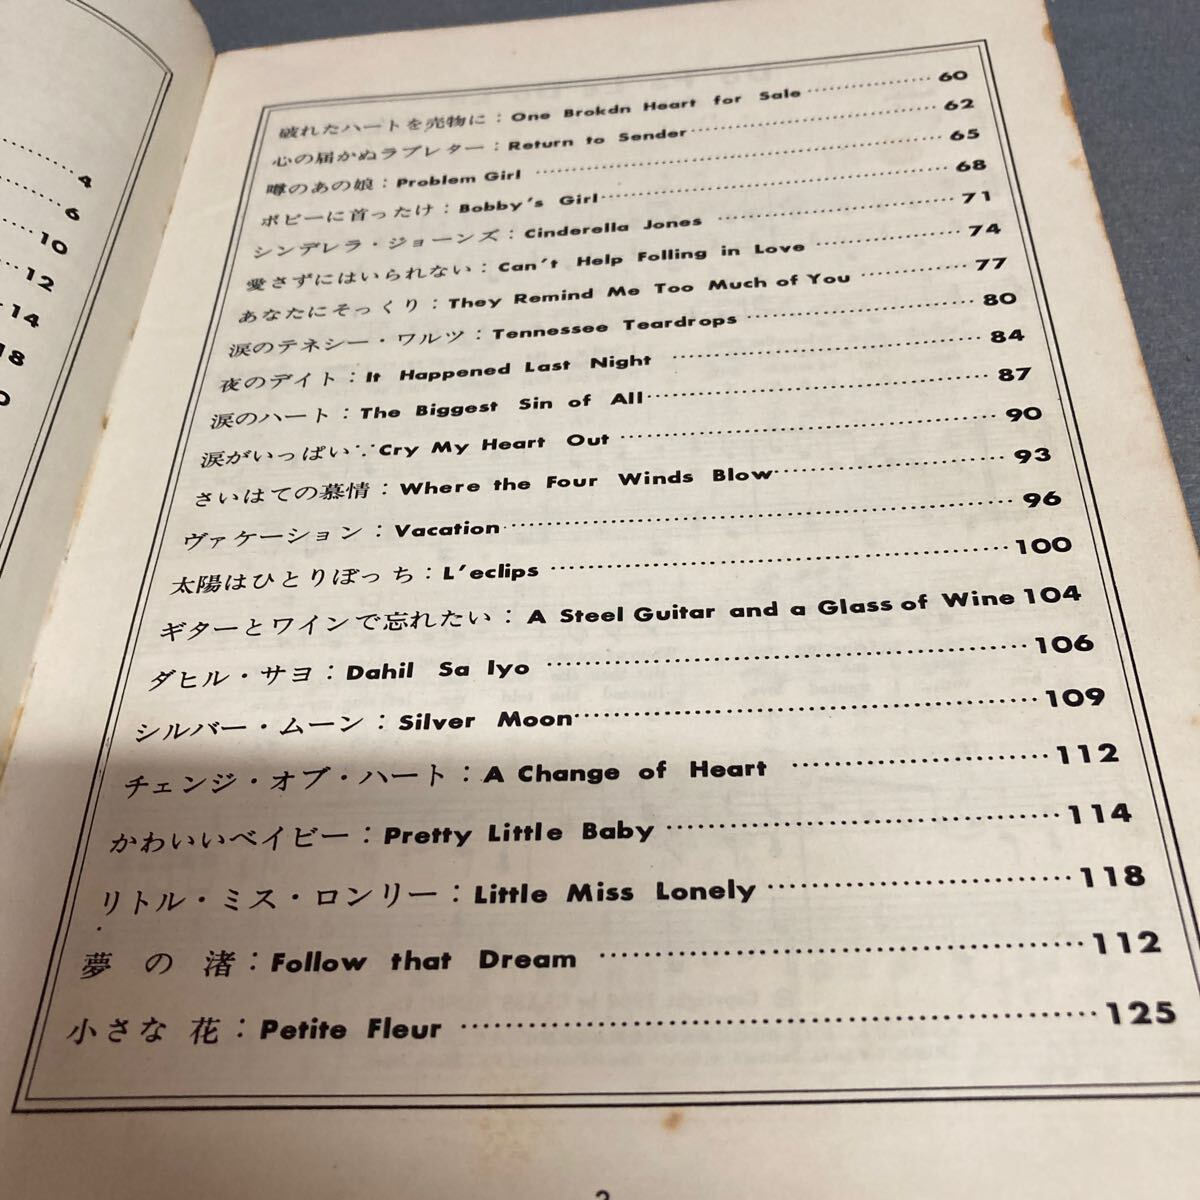 4
6
10
12
14
18
0
破れたハートを売物に：One Brokdn Heart for Sale 60
心の届かぬラブレター：Return to Sender 62
噂のあの娘：Problem Girl 65
ボビーに首ったけ：Bobby's Girl 68
シンデレラ・ジョーンズ：Cinderella Jones 71
愛さずにはいられない：Can't Help Folling in Love 74
あなたにそっくり：They Remind Me Too Much of You 77
涙のテネシー・ワルツ：Tennessee Teardrops 80
夜のデイト：It Happened Last Night 84
涙のハート：The Biggest Sin of All 87
涙がいっぱい：Cry My Heart Out 90
さいはての慕情：Where the Four Winds Blow 93
ヴァケーション：Vacation 96
太陽はひとりぼっち：L'eclips 100
ギターとワインで忘れたい：A Steel Guitar and a Glass of Wine 104
ダヒル・サヨ：Dahil Sa Iyo 106
シルバー・ムーン：Silver Moon 109
チェンジ・オブ・ハート：A Change of Heart 112
かわいいベイビー：Pretty Little Baby 114
リトル・ミス・ロンリー：Little Miss Lonely 118
夢の渚：Follow that Dream 112
小さな花：Petite Fleur 125